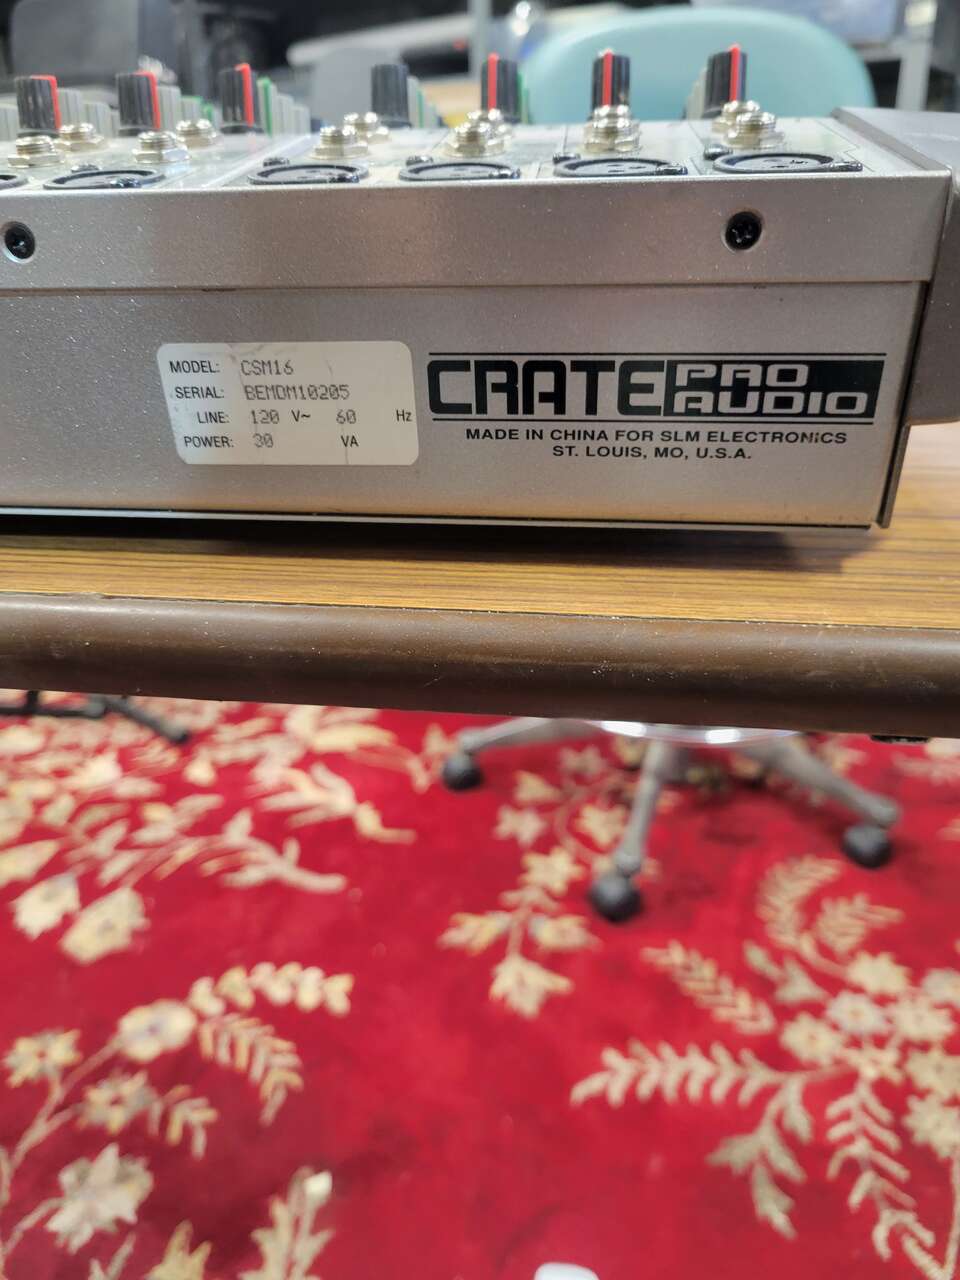 MODEL: CSM16
SERIAL: BEMDM10205
LINE: 120 V~ 60 Hz
POWER: 30 VA
CRATE PRO AUDIO
MADE IN CHINA FOR SLM ELECTRONICS
ST. LOUIS, MO, U.S.A.